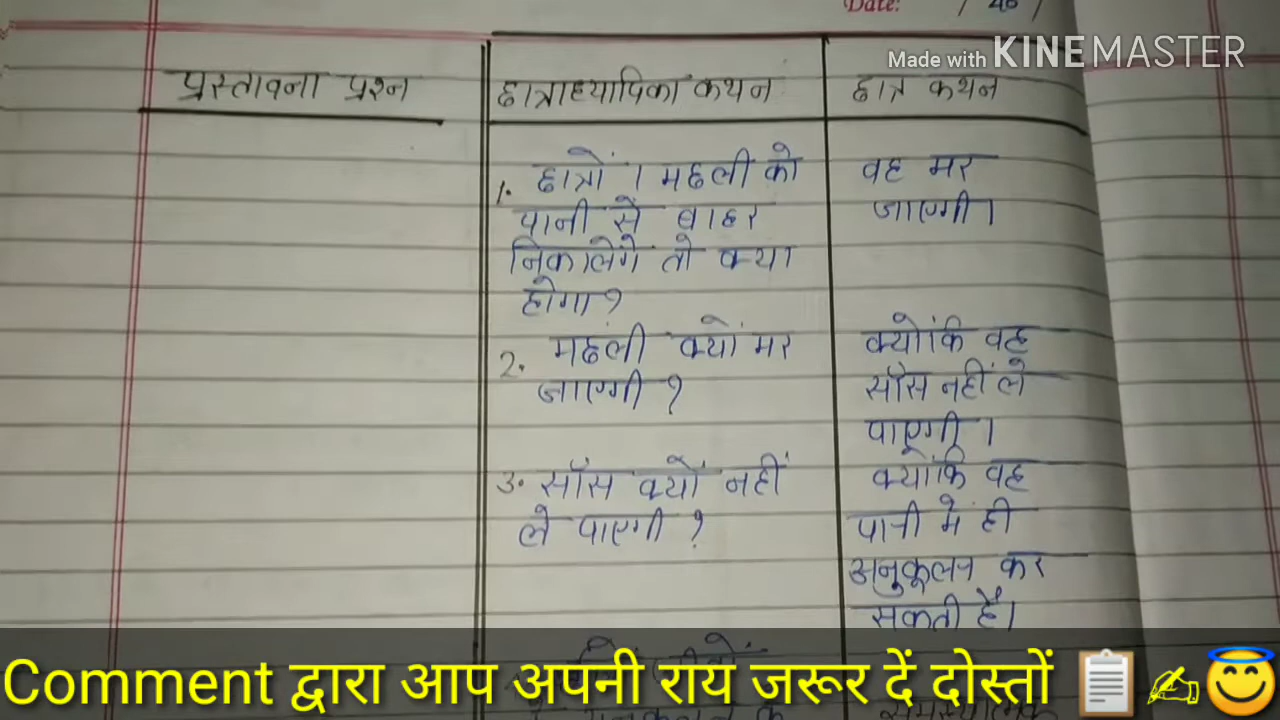 Date: / 40 /
Made with KINEMASTER
प्रस्तावना प्रश्न
छात्राध्यापिका कथन
छात्र कथन
1. छात्रों । मछली को
पानी से बाहर
निकालेंगे तो क्या
होगा ?
वह मर
जाएगी ।
2. मछली क्यों मर
जाएगी ?
क्योंकि वह
साँस नहीं ले
पाएगी ।
3. साँस क्यों नहीं
ले पाएगी ?
क्योंकि वह
पानी मे ही
अनुकूलन कर
सकती है।
Comment द्वारा आप अपनी राय जरूर दें दोस्तों